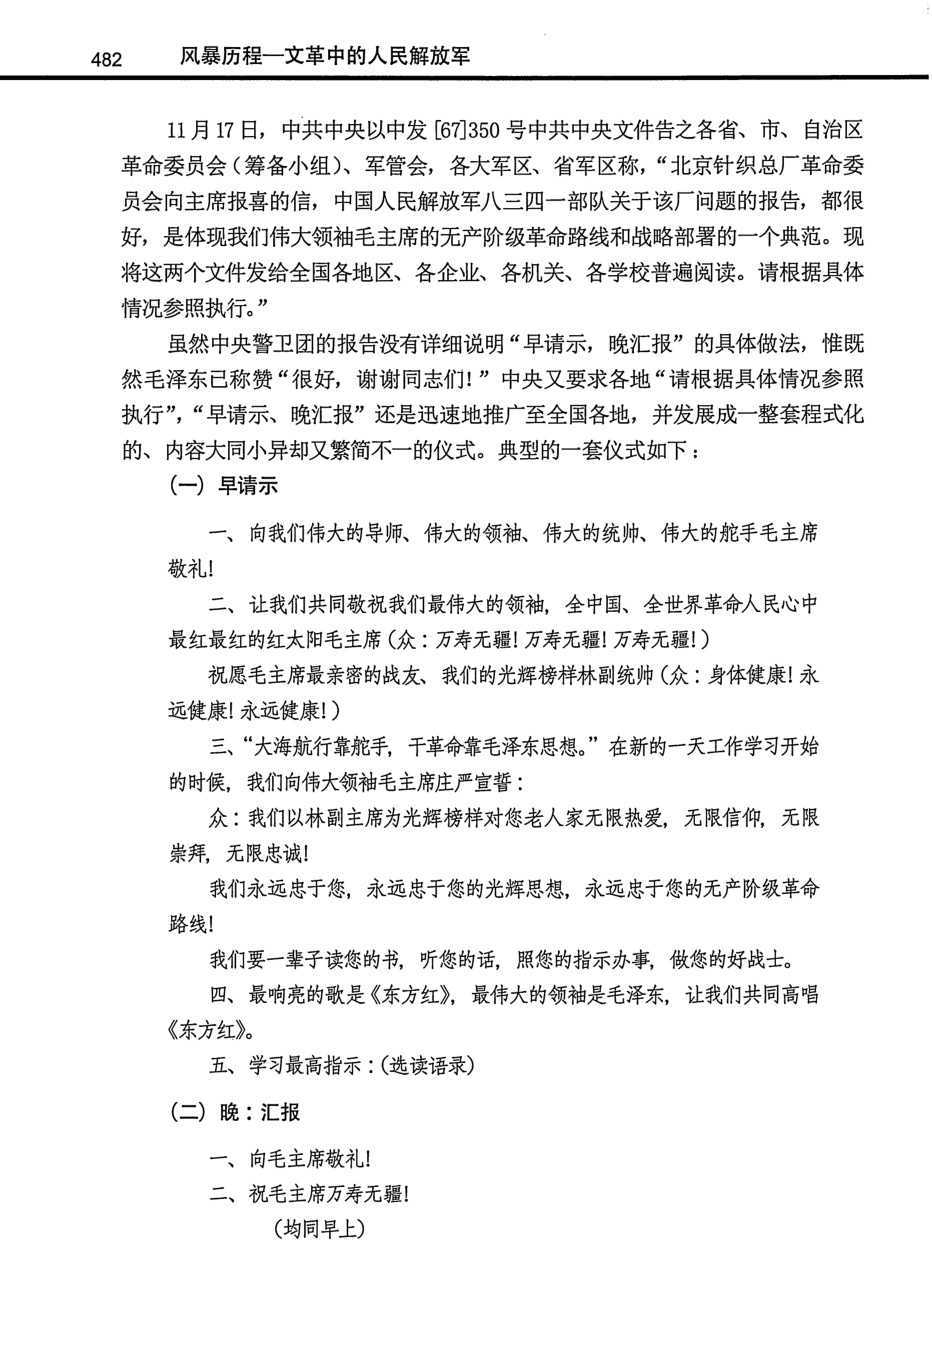 482 风暴历程—文革中的人民解放军
11月17日，中共中央以中发[67]350号中共中央文件告之各省、市、自治区
革命委员会（筹备小组）、军管会，各大军区、省军区称，“北京针织总厂革命委
员会向主席报喜的信，中国人民解放军八三四一部队关于该厂问题的报告，都很
好，是体现我们伟大领袖毛主席的无产阶级革命路线和战略部署的一个典范。现
将这两个文件发给全国各地区、各企业、各机关、各学校普遍阅读。请根据具体
情况参照执行。”
虽然中央警卫团的报告没有详细说明“早请示，晚汇报”的具体做法，惟既
然毛泽东已称赞“很好，谢谢同志们！”中央又要求各地“请根据具体情况参照
执行”，“早请示、晚汇报”还是迅速地推广至全国各地，并发展成一整套程式化
的、内容大同小异却又繁简不一的仪式。典型的一套仪式如下：
（一）早请示
一、向我们伟大的导师、伟大的领袖、伟大的统帅、伟大的舵手毛主席
敬礼！
二、让我们共同敬祝我们最伟大的领袖，全中国、全世界革命人民心中
最红最红的红太阳毛主席（众：万寿无疆！万寿无疆！万寿无疆！）
祝愿毛主席最亲密的战友、我们的光辉榜样林副统帅（众：身体健康！永
远健康！永远健康！）
三、“大海航行靠舵手，干革命靠毛泽东思想。”在新的一天工作学习开始
的时候，我们向伟大领袖毛主席庄严宣誓：
众：我们以林副主席为光辉榜样对您老人家无限热爱，无限信仰，无限
崇拜，无限忠诚！
我们永远忠于您，永远忠于您的光辉思想，永远忠于您的无产阶级革命
路线！
我们要一辈子读您的书，听您的话，照您的指示办事，做您的好战士。
四、最响亮的歌是《东方红》，最伟大的领袖是毛泽东，让我们共同高唱
《东方红》。
五、学习最高指示：（选读语录）
（二）晚：汇报
一、向毛主席敬礼！
二、祝毛主席万寿无疆！
（均同早上）